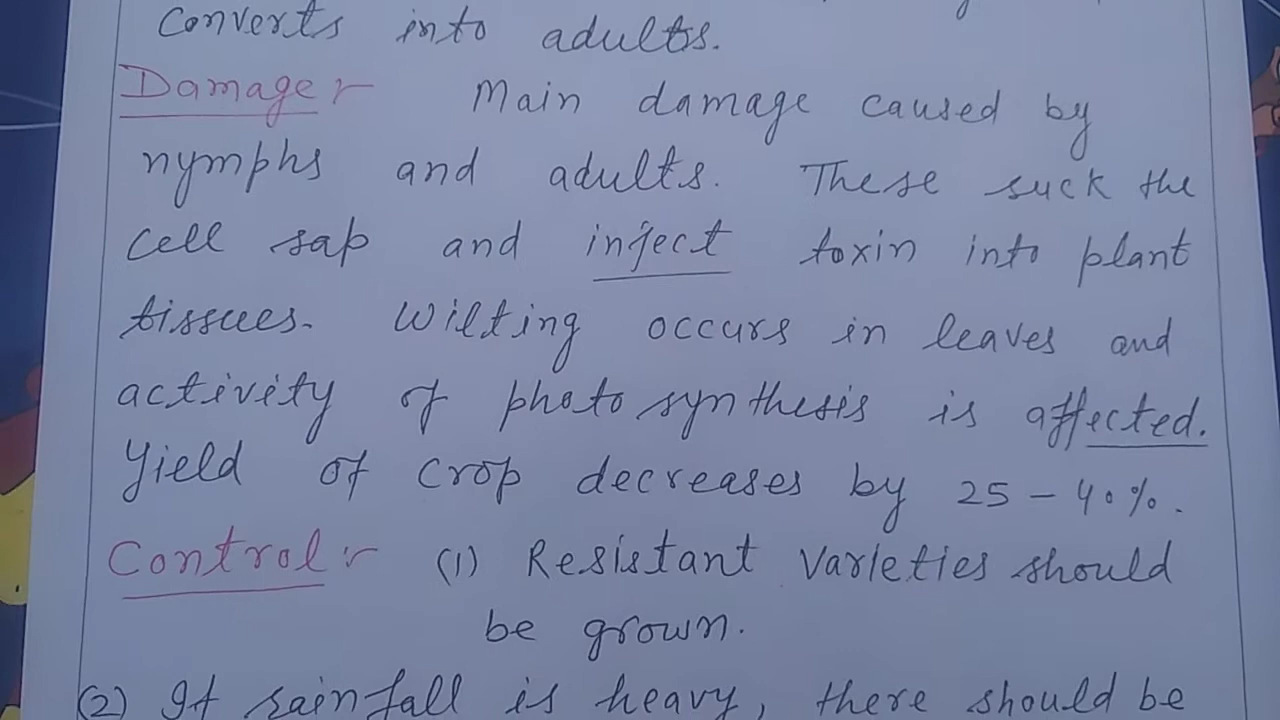 converts into adults.
Damage :- Main damage caused by
nymphs and adults. These suck the
cell sap and inject toxin into plant
tissues. Wilting occurs in leaves and
activity of photosynthesis is affected.
Yield of crop decreases by 25 - 40%.
Control :- (1) Resistant varieties should
be grown.
(2) If rainfall is heavy, there should be